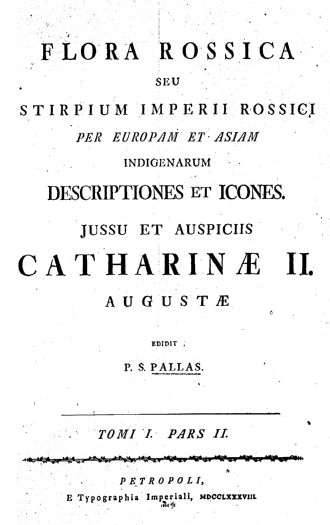 FLORA ROSSICA
SEU
STIRPIUM IMPERII ROSSICI
PER EUROPAM ET ASIAM
INDIGENARUM
DESCRIPTIONES ET ICONES.
JUSSU ET AUSPICIIS
CATHARINÆ II.
AUGUSTÆ
EDIDIT
P. S. PALLAS.
TOMI I. PARS II.
PETROPOLI,
E Typographia Imperiali, MDCCLXXXVIII.